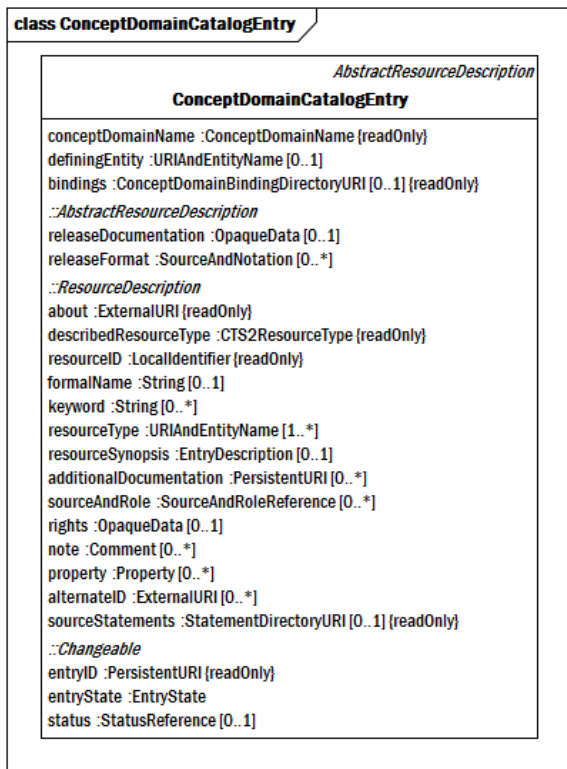 class ConceptDomainCatalogEntry
AbstractResourceDescription
ConceptDomainCatalogEntry
conceptDomainName :ConceptDomainName {readOnly}
definingEntity :URIAndEntityName [0..1]
bindings :ConceptDomainBindingDirectoryURI [0..1] {readOnly}
::AbstractResourceDescription
releaseDocumentation :OpaqueData [0..1]
releaseFormat :SourceAndNotation [0..*]
::ResourceDescription
about :ExternalURI {readOnly}
describedResourceType :CTS2ResourceType {readOnly}
resourceID :LocalIdentifier {readOnly}
formalName :String [0..1]
keyword :String [0..*]
resourceType :URIAndEntityName [1..*]
resourceSynopsis :EntryDescription [0..1]
additionalDocumentation :PersistentURI [0..*]
sourceAndRole :SourceAndRoleReference [0..*]
rights :OpaqueData [0..1]
note :Comment [0..*]
property :Property [0..*]
alternateID :ExternalURI [0..*]
sourceStatements :StatementDirectoryURI [0..1] {readOnly}
::Changeable
entryID :PersistentURI {readOnly}
entryState :EntryState
status :StatusReference [0..1]